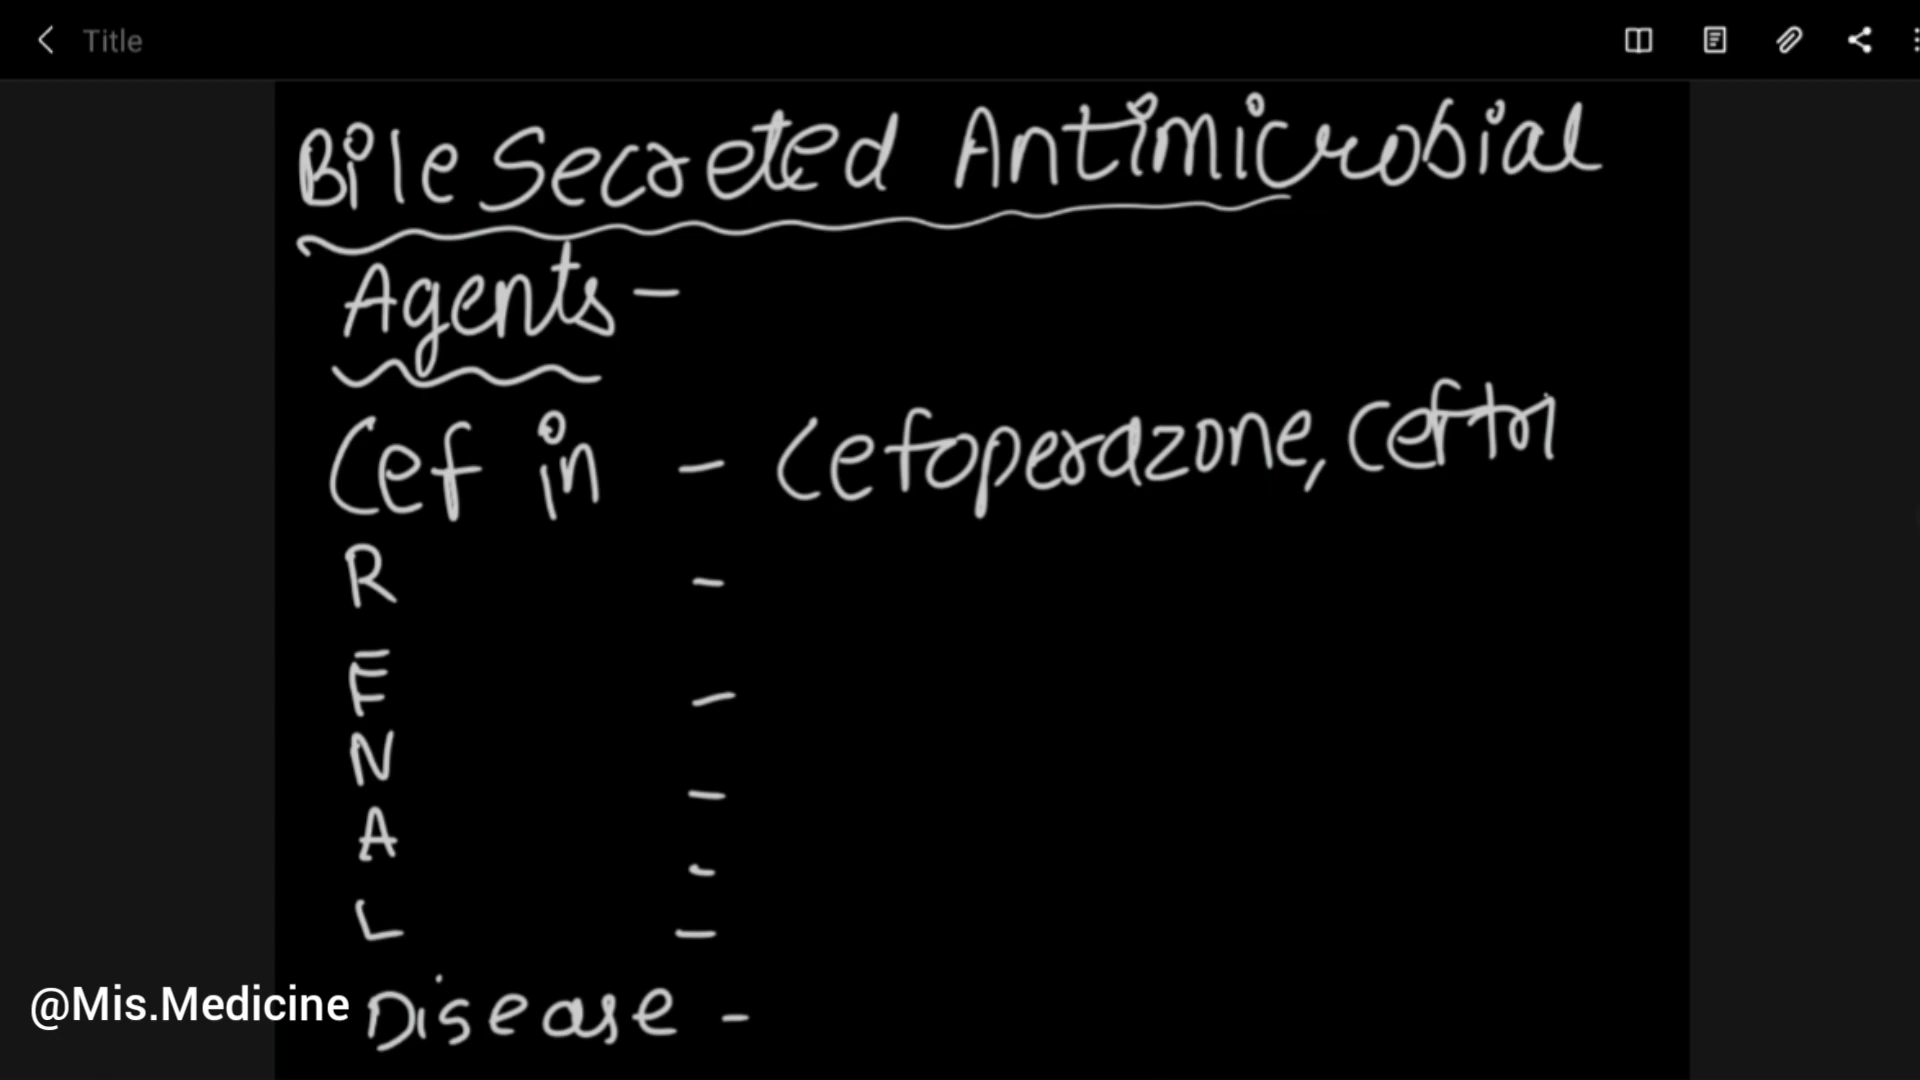 Title
Bile Secreted Antimicrobial
Agents -
Cef in - Cefoperazone, Ceftri
R -
E -
N -
A -
L -
Disease -
@Mis.Medicine